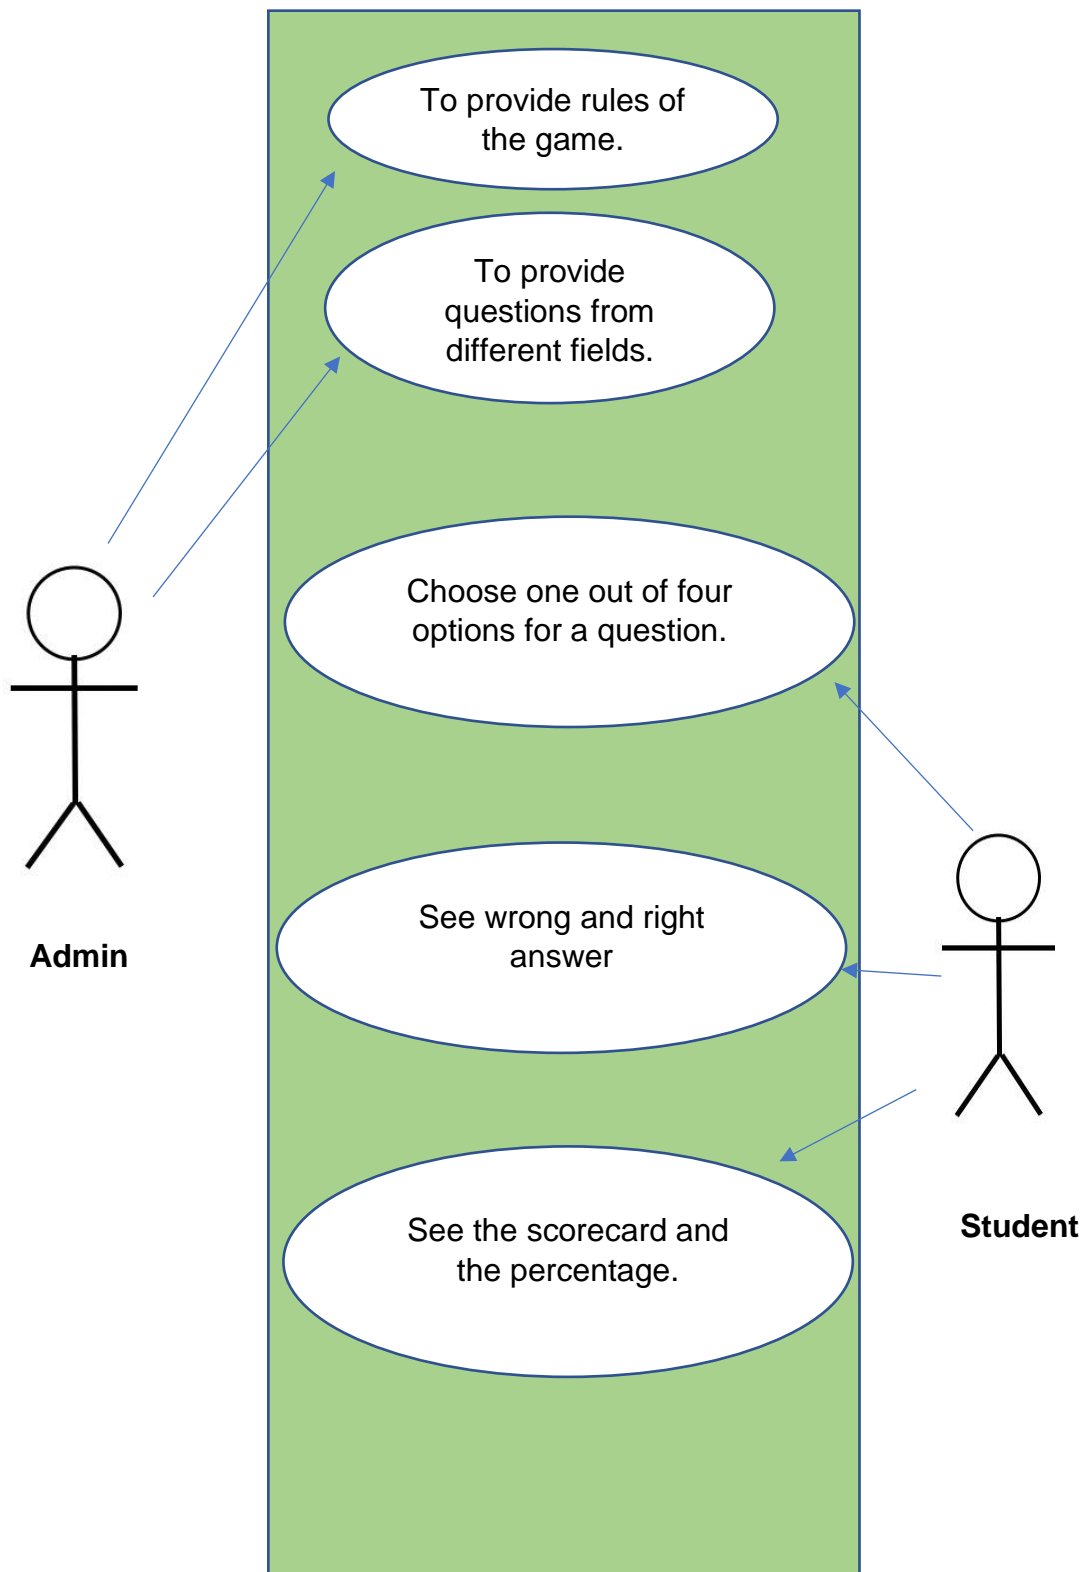 To provide rules of
the game.
To provide
questions from
different fields.
Choose one out of four
options for a question.
See wrong and right
answer
Admin
See the scorecard and
the percentage.
Student